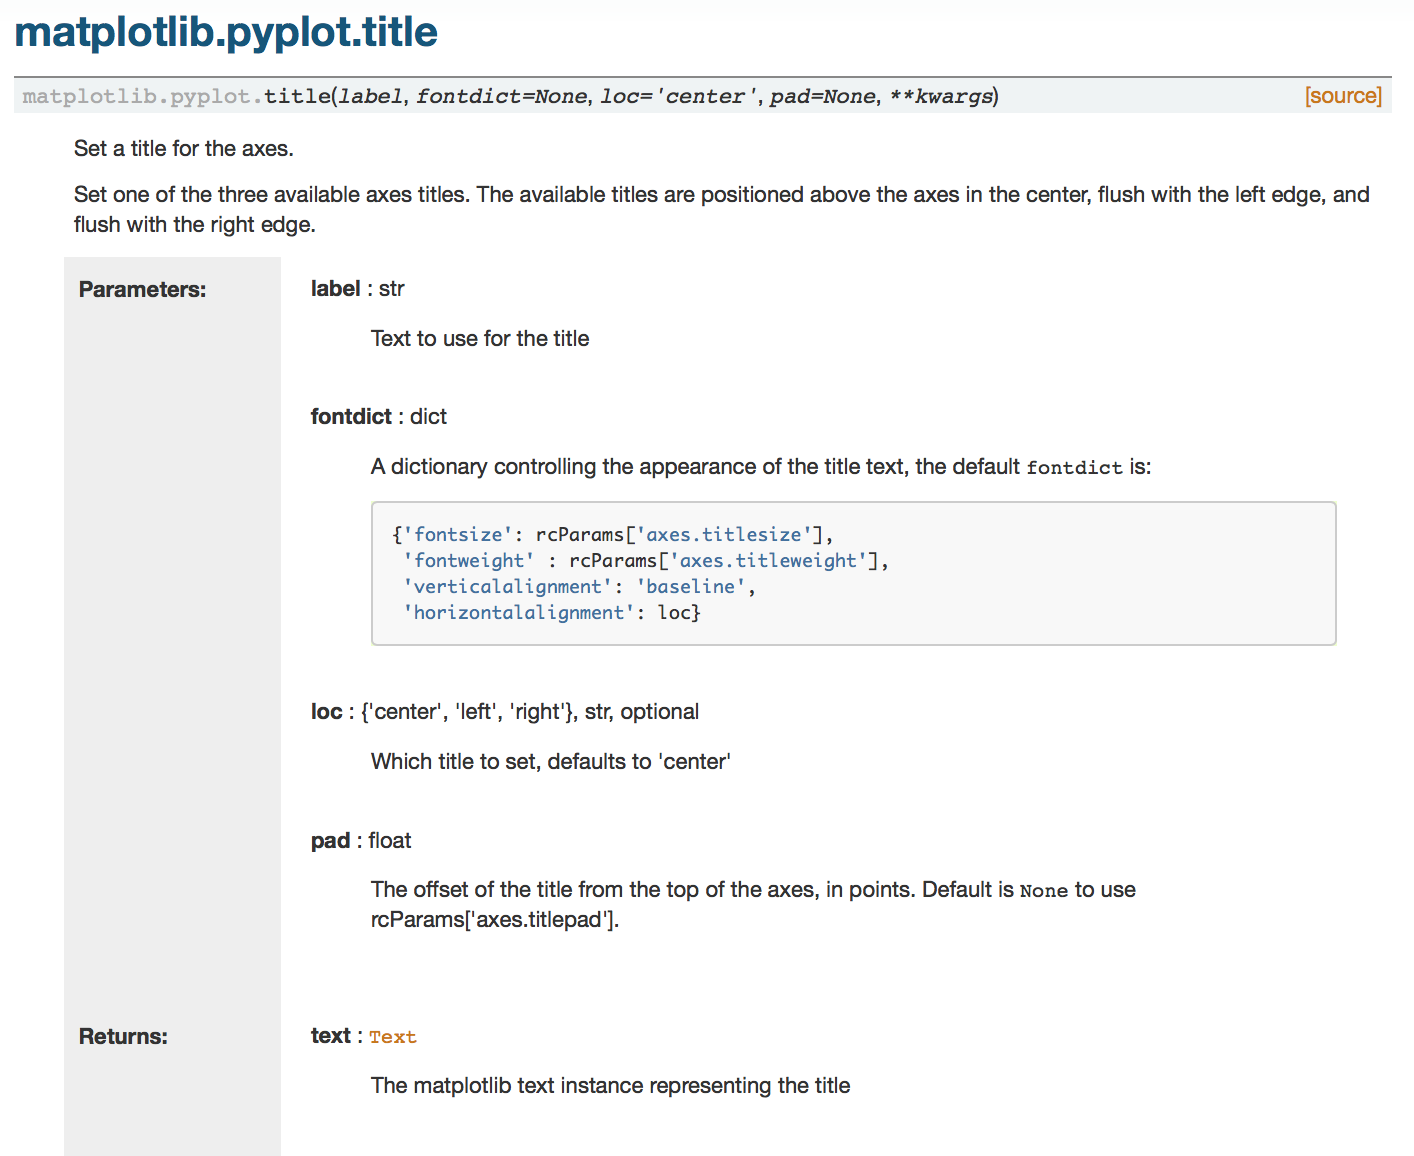 matplotlib.pyplot.title
matplotlib.pyplot.title(label, fontdict=None, loc='center', pad=None, **kwargs) [source]
Set a title for the axes.
Set one of the three available axes titles. The available titles are positioned above the axes in the center, flush with the left edge, and
flush with the right edge.
Parameters:
label : str
Text to use for the title
fontdict : dict
A dictionary controlling the appearance of the title text, the default fontdict is:
{'fontsize': rcParams['axes.titlesize'],
'fontweight' : rcParams['axes.titleweight'],
'verticalalignment': 'baseline',
'horizontalalignment': loc}
loc : {'center', 'left', 'right'}, str, optional
Which title to set, defaults to 'center'
pad : float
The offset of the title from the top of the axes, in points. Default is None to use
rcParams['axes.titlepad'].
Returns:
text : Text
The matplotlib text instance representing the title